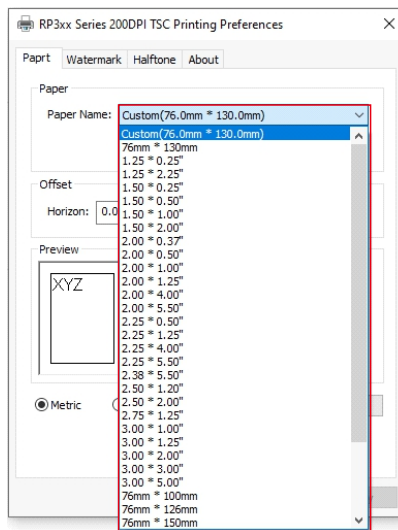 RP3xx Series 200DPI TSC Printing Preferences
Paprt Watermark Halftone About
Paper
Paper Name: Custom(76.0mm * 130.0mm)
Custom(76.0mm * 130.0mm)
76mm * 130mm
1.25 * 0.25"
1.25 * 2.25"
1.50 * 0.25"
1.50 * 0.50"
1.50 * 1.00"
1.50 * 2.00"
2.00 * 0.37"
2.00 * 0.50"
2.00 * 1.00"
2.00 * 1.25"
2.00 * 4.00"
2.00 * 5.50"
2.25 * 0.50"
2.25 * 1.25"
2.25 * 4.00"
2.25 * 5.50"
2.38 * 5.50"
2.50 * 1.20"
2.50 * 2.00"
2.75 * 1.25"
3.00 * 1.00"
3.00 * 1.25"
3.00 * 2.00"
3.00 * 3.00"
3.00 * 5.00"
76mm * 100mm
76mm * 126mm
76mm * 150mm
Offset
Horizon: 0.0
Preview
XYZ
Metric